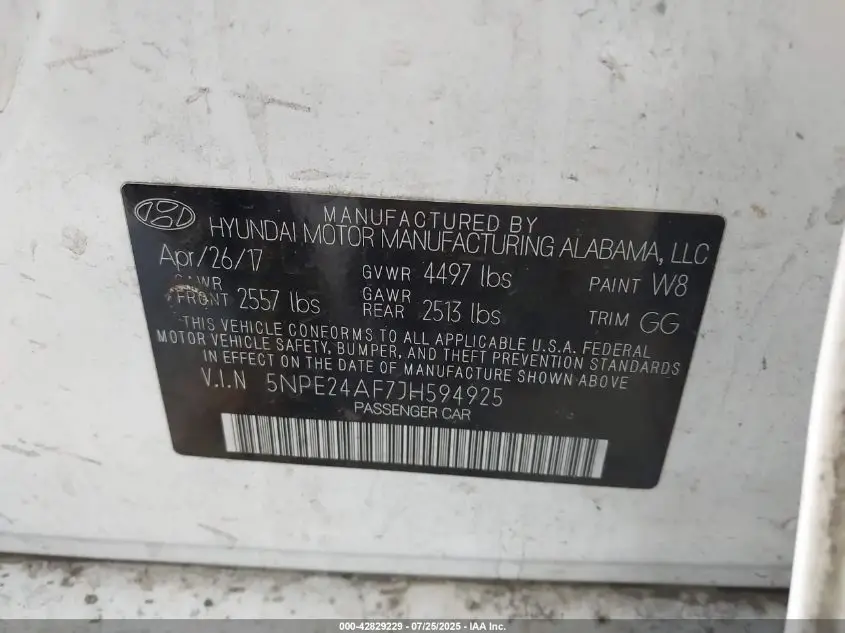 MANUFACTURED BY
HYUNDAI MOTOR MANUFACTURING ALABAMA, LLC
Apr/26/17 GVWR 4497 lbs PAINT W8
GAWR FRONT 2557 lbs GAWR REAR 2513 lbs TRIM GG
THIS VEHICLE CONFORMS TO ALL APPLICABLE U.S.A. FEDERAL
MOTOR VEHICLE SAFETY, BUMPER, AND THEFT PREVENTION STANDARDS
IN EFFECT ON THE DATE OF MANUFACTURE SHOWN ABOVE
V.I.N 5NPE24AF7JH594925
PASSENGER CAR
000-42829229 - 07/25/2025 - IAA Inc.